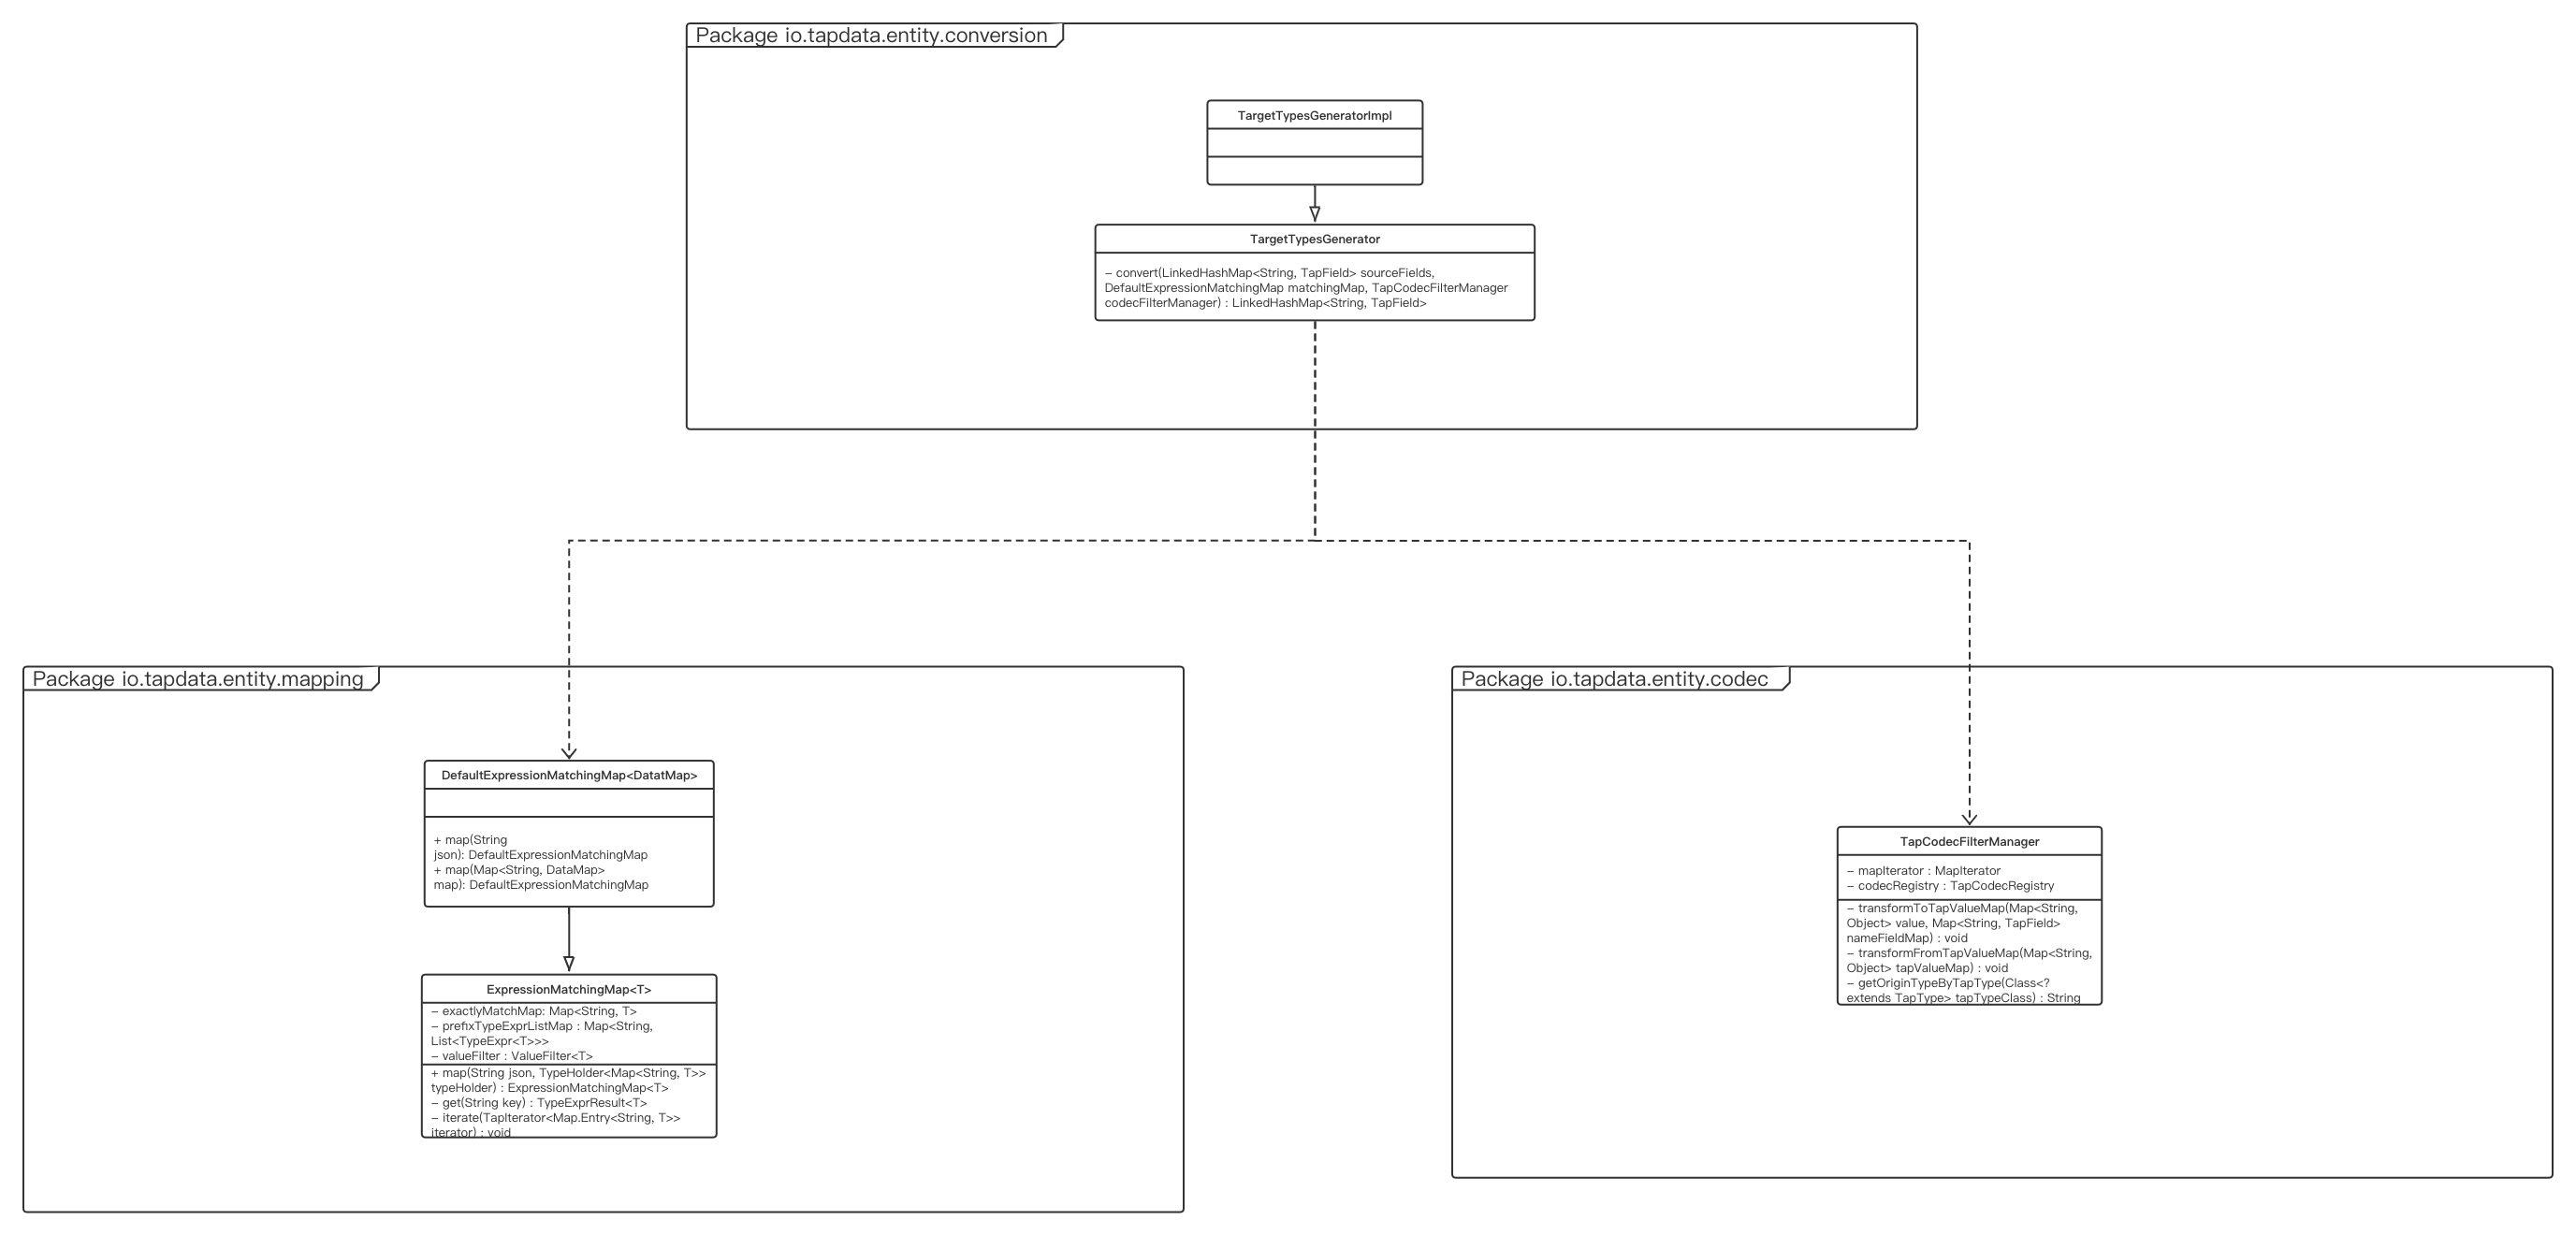 Package io.tapdata.entity.conversion
TargetTypesGeneratorImpl
TargetTypesGenerator
- convert(LinkedHashMap<String, TapField> sourceFields,
DefaultExpressionMatchingMap matchingMap, TapCodecFilterManager
codecFilterManager) : LinkedHashMap<String, TapField>
Package io.tapdata.entity.mapping
DefaultExpressionMatchingMap<DatatMap>
+ map(String
json): DefaultExpressionMatchingMap
+ map(Map<String, DataMap>
map): DefaultExpressionMatchingMap
ExpressionMatchingMap<T>
- exactlyMatchMap: Map<String, T>
- prefixTypeExprListMap : Map<String,
List<TypeExpr<T>>>
- valueFilter : ValueFilter<T>
+ map(String json, TypeHolder<Map<String, T>>
typeHolder) : ExpressionMatchingMap<T>
- get(String key) : TypeExprResult<T>
- iterate(TapIterator<Map.Entry<String, T>>
iterator) : void
Package io.tapdata.entity.codec
TapCodecFilterManager
- mapIterator : MapIterator
- codecRegistry : TapCodecRegistry
- transformToTapValueMap(Map<String,
Object> value, Map<String, TapField>
nameFieldMap) : void
- transformFromTapValueMap(Map<String,
Object> tapValueMap) : void
- getOriginTypeByTapType(Class<?
extends TapType> tapTypeClass) : String